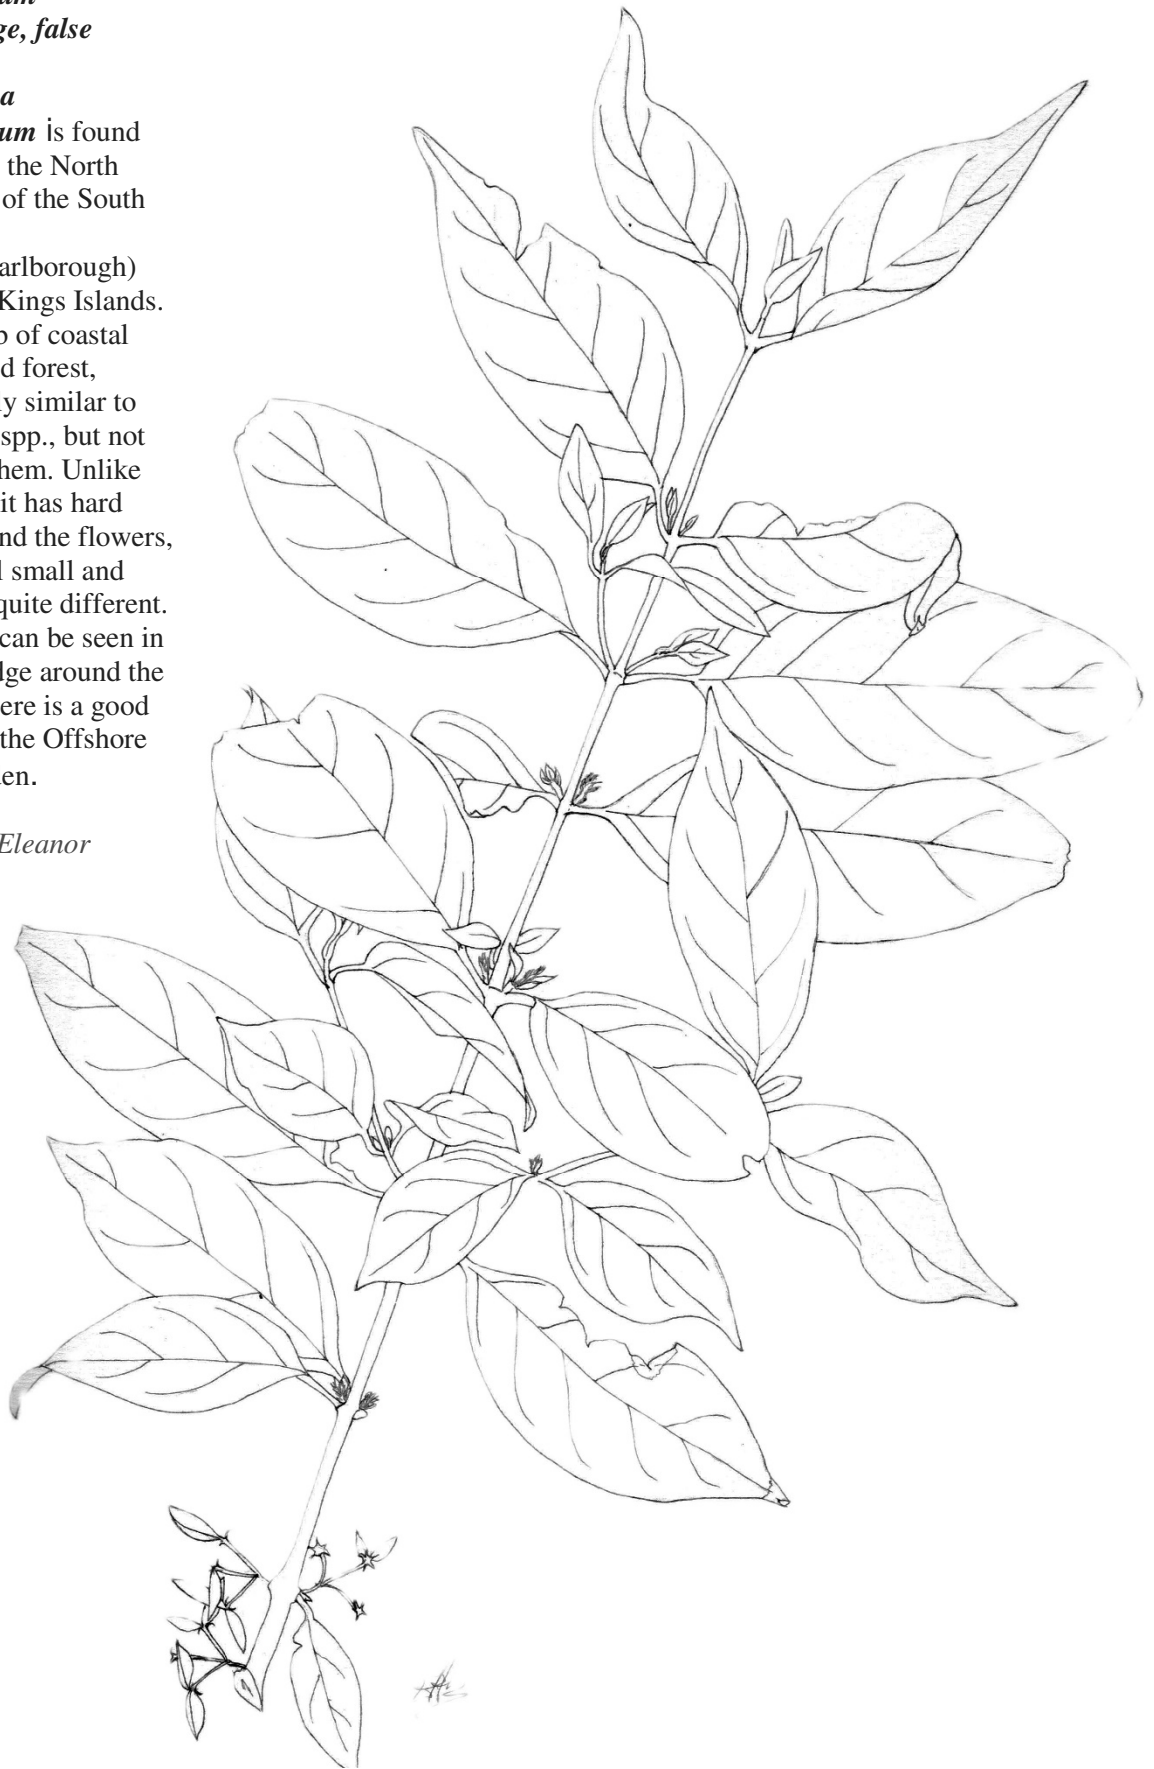 um
ge, false
a
um is found
the North
of the South
arlborough)
Kings Islands.
o of coastal
d forest,
ly similar to
spp., but not
hem. Unlike
it has hard
nd the flowers,
l small and
quite different.
can be seen in
dge around the
ere is a good
the Offshore
len.
Eleanor